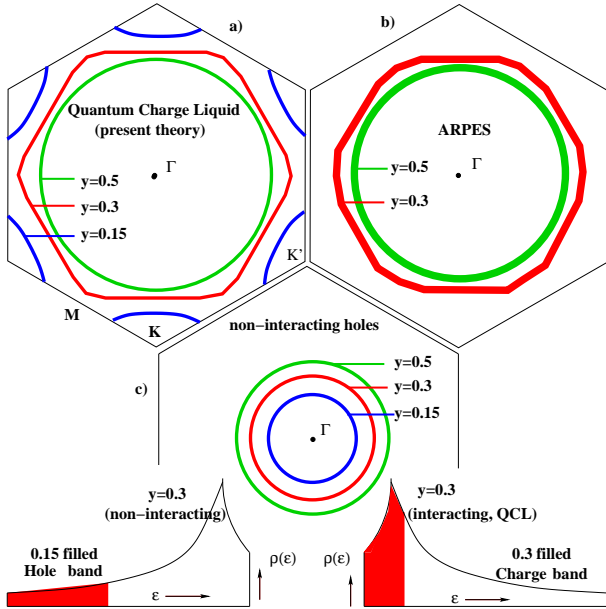 a)
Quantum Charge Liquid
(present theory)
Γ
y=0.5
y=0.3
y=0.15
K'
M
K
b)
ARPES
Γ
y=0.5
y=0.3
non−interacting holes
c)
y=0.5
y=0.3
y=0.15
Γ
y=0.3
(non−interacting)
y=0.3
(interacting, QCL)
0.15 filled
Hole band
ε
ρ(ε)
ρ(ε)
0.3 filled
Charge band
ε